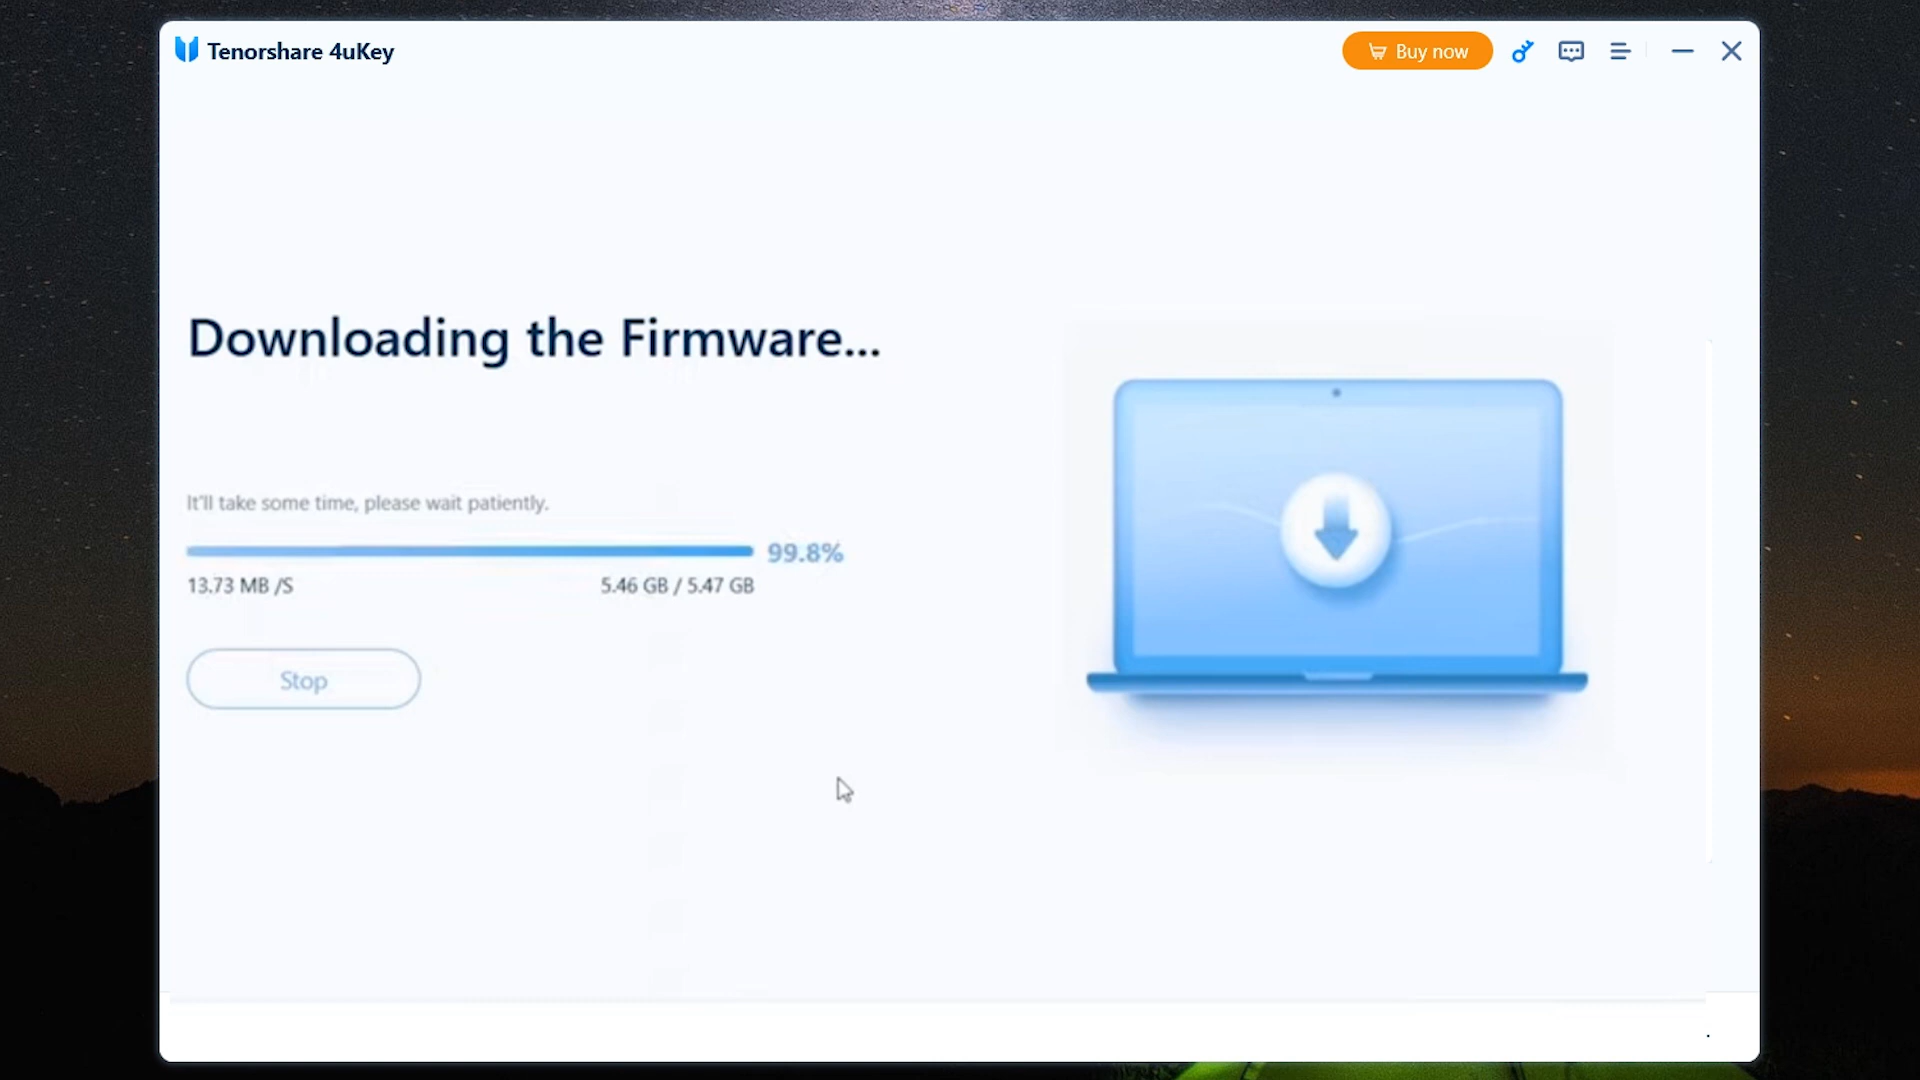 Tenorshare 4uKey
Buy now
Downloading the Firmware...
It'll take some time, please wait patiently.
99.8%
13.73 MB /S
5.46 GB / 5.47 GB
Stop